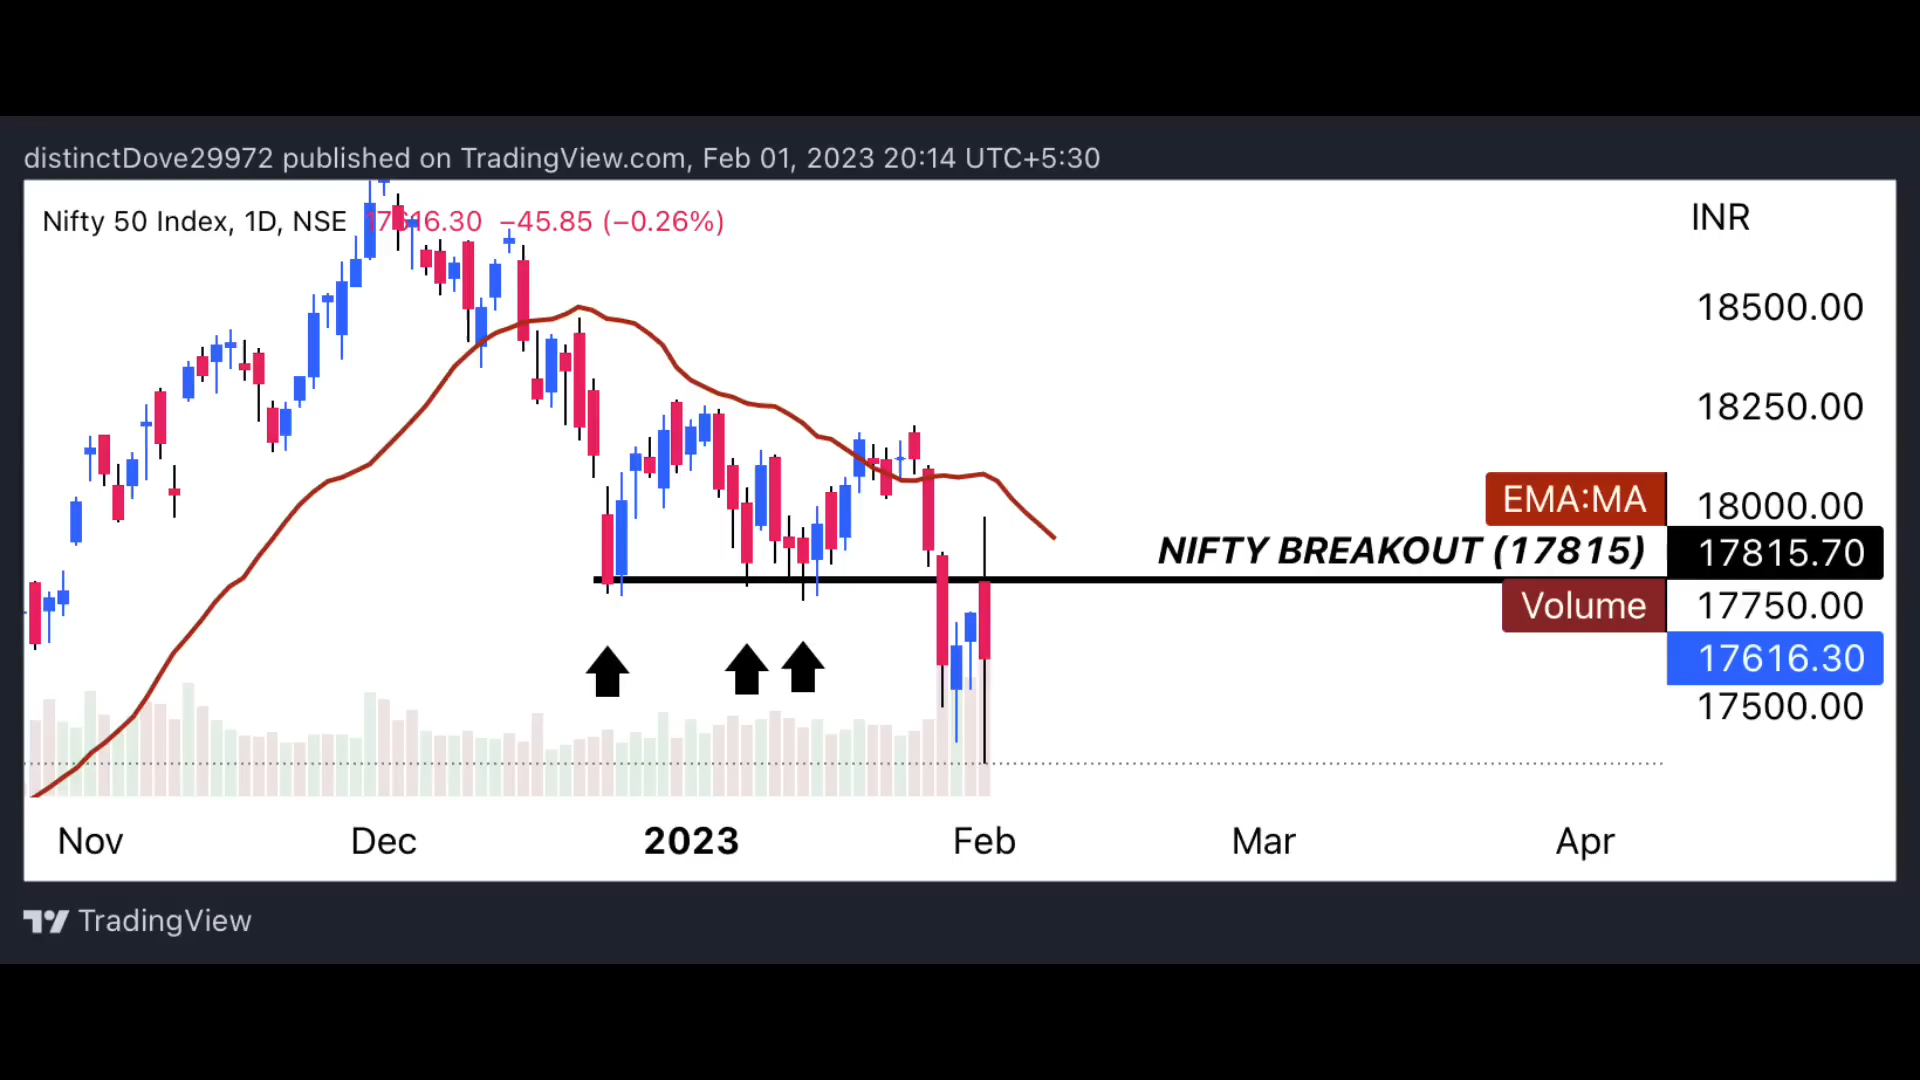 distinctDove29972 published on TradingView.com, Feb 01, 2023 20:14 UTC+5:30
Nifty 50 Index, 1D, NSE 17616.30 −45.85 (−0.26%)
INR
18500.00
18250.00
EMA:MA 18000.00
NIFTY BREAKOUT (17815) 17815.70
Volume 17750.00
17616.30
17500.00
Nov Dec 2023 Feb Mar Apr
TradingView